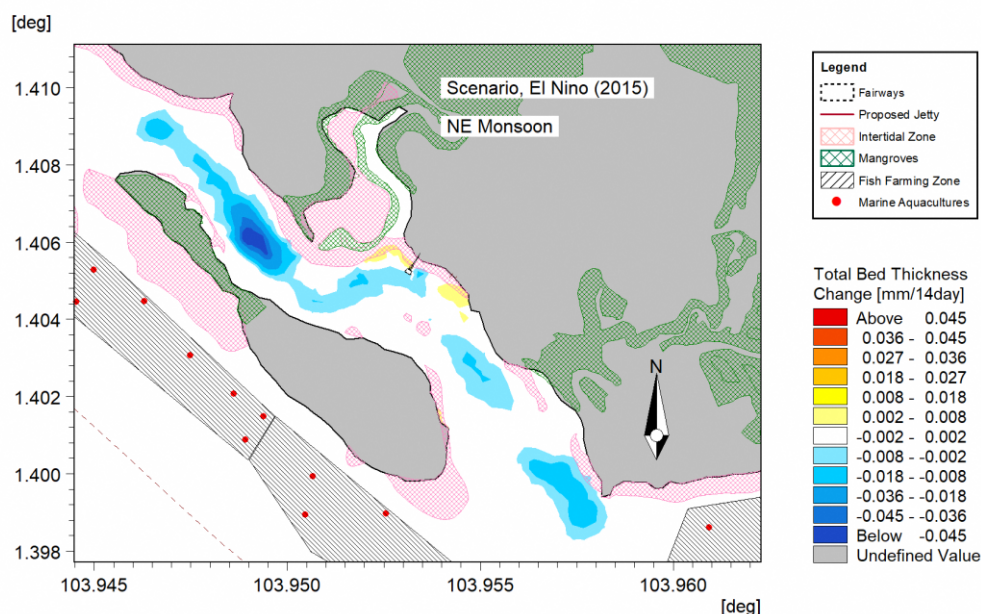 [deg]
1.410
1.408
1.406
1.404
1.402
1.400
1.398
103.945
103.950
103.955
103.960
[deg]
Scenario, El Nino (2015)
NE Monsoon
N
Legend
Fairways
Proposed Jetty
Intertidal Zone
Mangroves
Fish Farming Zone
Marine Aquacultures
Total Bed Thickness
Change [mm/14day]
Above 0.045
0.036 - 0.045
0.027 - 0.036
0.018 - 0.027
0.008 - 0.018
0.002 - 0.008
-0.002 - 0.002
-0.008 - -0.002
-0.018 - -0.008
-0.036 - -0.018
-0.045 - -0.036
Below -0.045
Undefined Value